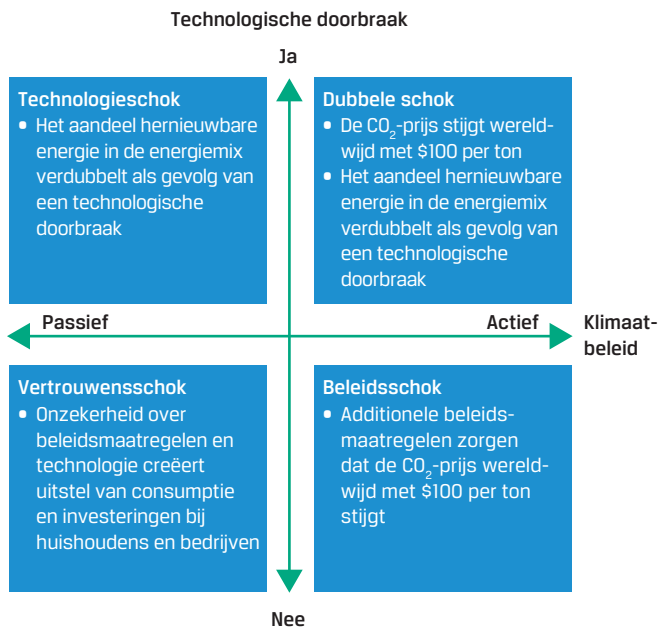 Technologische doorbraak
Ja
Technologieschok
• Het aandeel hernieuwbare
energie in de energiemix
verdubbelt als gevolg van
een technologische
doorbraak
Dubbele schok
• De CO₂-prijs stijgt wereld-
wijd met $100 per ton
• Het aandeel hernieuwbare
energie in de energiemix
verdubbelt als gevolg van
een technologische
doorbraak
Passief
Actief
Klimaat-
beleid
Vertrouwensschok
• Onzekerheid over
beleidsmaatregelen en
technologie creëert
uitstel van consumptie
en investeringen bij
huishoudens en bedrijven
Beleidsschok
• Additionele beleids-
maatregelen zorgen
dat de CO₂-prijs wereld-
wijd met $100 per ton
stijgt
Nee